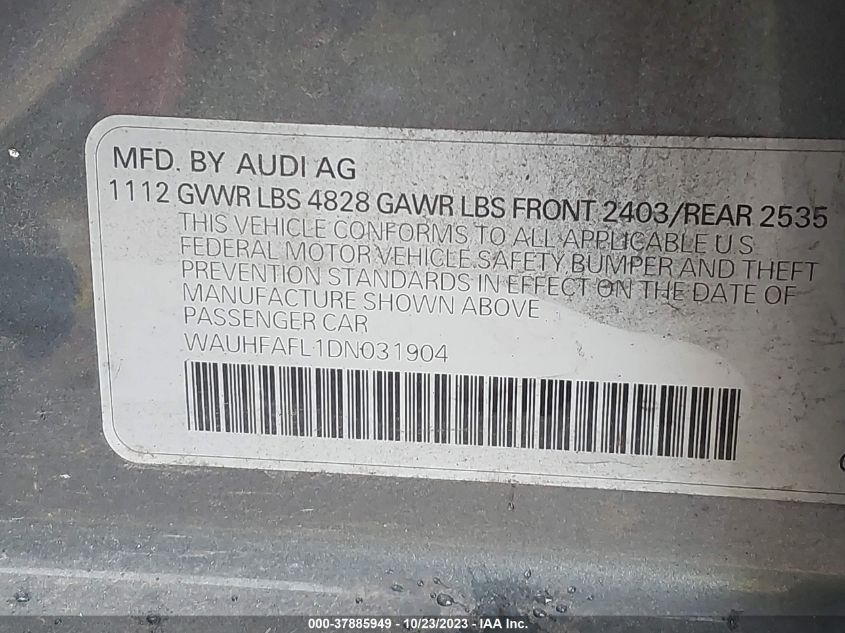 MFD. BY AUDI AG
1112 GVWR LBS 4828 GAWR LBS FRONT 2403/REAR 2535
THIS VEHICLE CONFORMS TO ALL APPLICABLE U S
FEDERAL MOTOR VEHICLE SAFETY BUMPER AND THEFT
PREVENTION STANDARDS IN EFFECT ON THE DATE OF
MANUFACTURE SHOWN ABOVE
PASSENGER CAR
WAUHFAFL1DN031904
000-37885949 - 10/23/2023 - IAA Inc.